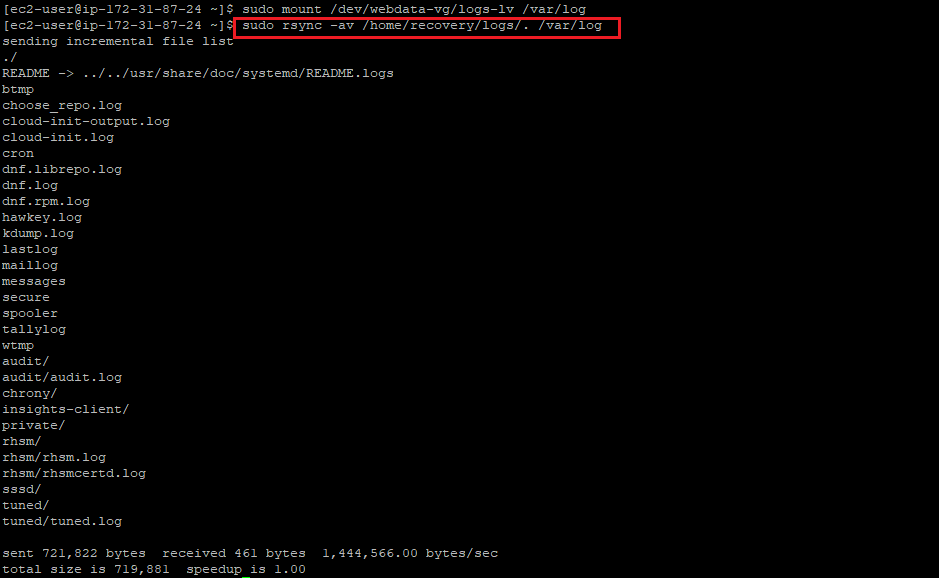 [ec2-user@ip-172-31-87-24 ~]$ sudo mount /dev/webdata-vg/logs-lv /var/log
[ec2-user@ip-172-31-87-24 ~]$ sudo rsync -av /home/recovery/logs/. /var/log
sending incremental file list
./
README -> ../../usr/share/doc/systemd/README.logs
btmp
choose_repo.log
cloud-init-output.log
cloud-init.log
cron
dnf.librepo.log
dnf.log
dnf.rpm.log
hawkey.log
kdump.log
lastlog
maillog
messages
secure
spooler
tallylog
wtmp
audit/
audit/audit.log
chrony/
insights-client/
private/
rhsm/
rhsm/rhsm.log
rhsm/rhsmcertd.log
sssd/
tuned/
tuned/tuned.log
sent 721,822 bytes  received 461 bytes  1,444,566.00 bytes/sec
total size is 719,881  speedup is 1.00